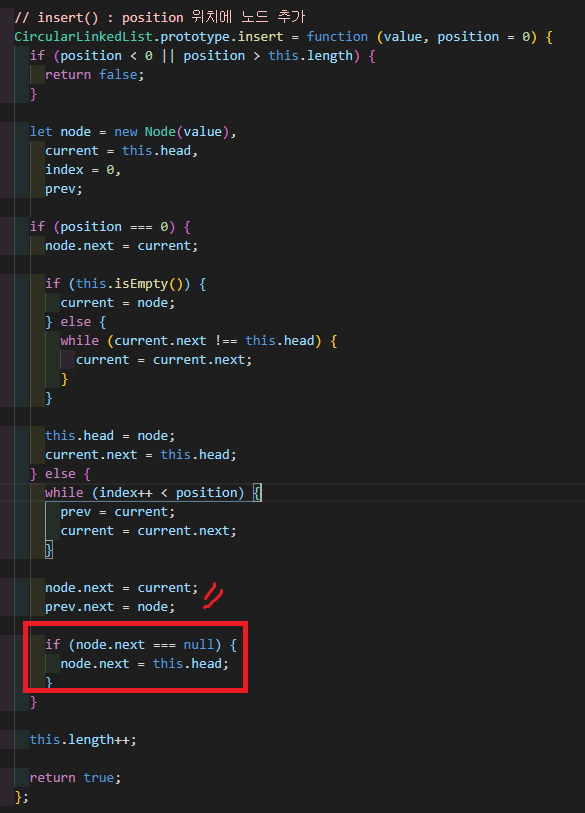 // insert() : position 위치에 노드 추가
CircularLinkedList.prototype.insert = function (value, position = 0) {
  if (position < 0 || position > this.length) {
    return false;
  }
  let node = new Node(value),
    current = this.head,
    index = 0,
    prev;
  if (position === 0) {
    node.next = current;
    if (this.isEmpty()) {
      current = node;
    } else {
      while (current.next !== this.head) {
        current = current.next;
      }
    }
    this.head = node;
    current.next = this.head;
  } else {
    while (index++ < position) {
      prev = current;
      current = current.next;
    }
    node.next = current;
    prev.next = node;
    if (node.next === null) {
      node.next = this.head;
    }
  }
  this.length++;
  return true;
};